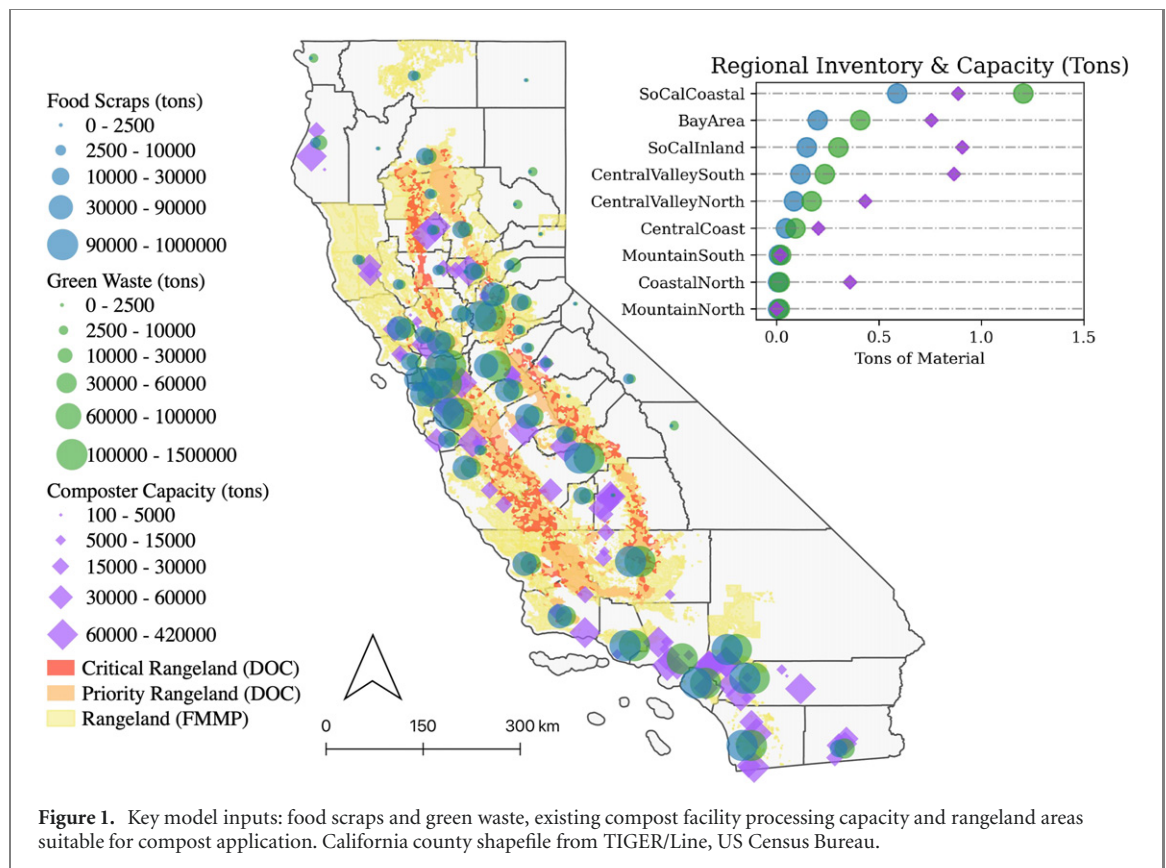 Food Scraps (tons)
0 - 2500
2500 - 10000
10000 - 30000
30000 - 90000
90000 - 1000000
Green Waste (tons)
0 - 2500
2500 - 10000
10000 - 30000
30000 - 60000
60000 - 100000
100000 - 1500000
Composter Capacity (tons)
100 - 5000
5000 - 15000
15000 - 30000
30000 - 60000
60000 - 420000
Critical Rangeland (DOC)
Priority Rangeland (DOC)
Rangeland (FMMP)
0 150 300 km
Regional Inventory & Capacity (Tons)
SoCalCoastal
BayArea
SoCalInland
CentralValleySouth
CentralValleyNorth
CentralCoast
MountainSouth
CoastalNorth
MountainNorth
0.0 0.5 1.0 1.5
Tons of Material
Figure 1. Key model inputs: food scraps and green waste, existing compost facility processing capacity and rangeland areas
suitable for compost application. California county shapefile from TIGER/Line, US Census Bureau.